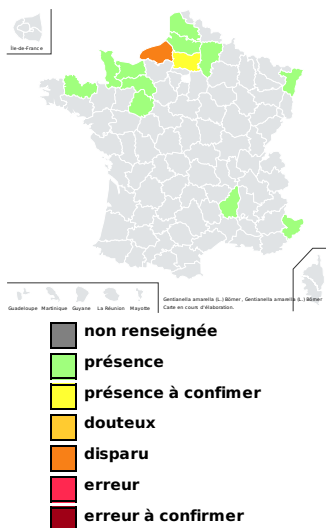 Île-de-France
Guadeloupe Martinique Guyane La Réunion Mayotte
Gentianella amarella (L.) Börner , Gentianella amarella (L.) Börner
Carte en cours d'élaboration.
non renseignée
présence
présence à confimer
douteux
disparu
erreur
erreur à confirmer